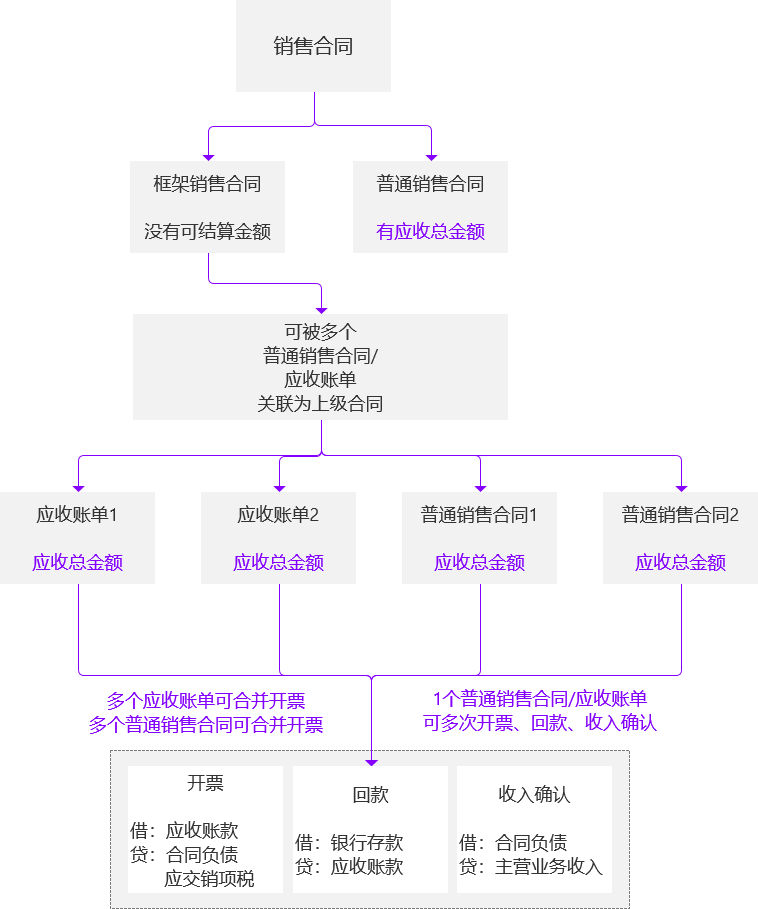 销售合同
框架销售合同
没有可结算金额
普通销售合同
有应收总金额
可被多个
普通销售合同/
应收账单
关联为上级合同
应收账单1
应收总金额
应收账单2
应收总金额
普通销售合同1
应收总金额
普通销售合同2
应收总金额
多个应收账单可合并开票
多个普通销售合同可合并开票
1个普通销售合同/应收账单
可多次开票、回款、收入确认
开票
借：应收账款
贷：合同负债
应交销项税
回款
借：银行存款
贷：应收账款
收入确认
借：合同负债
贷：主营业务收入